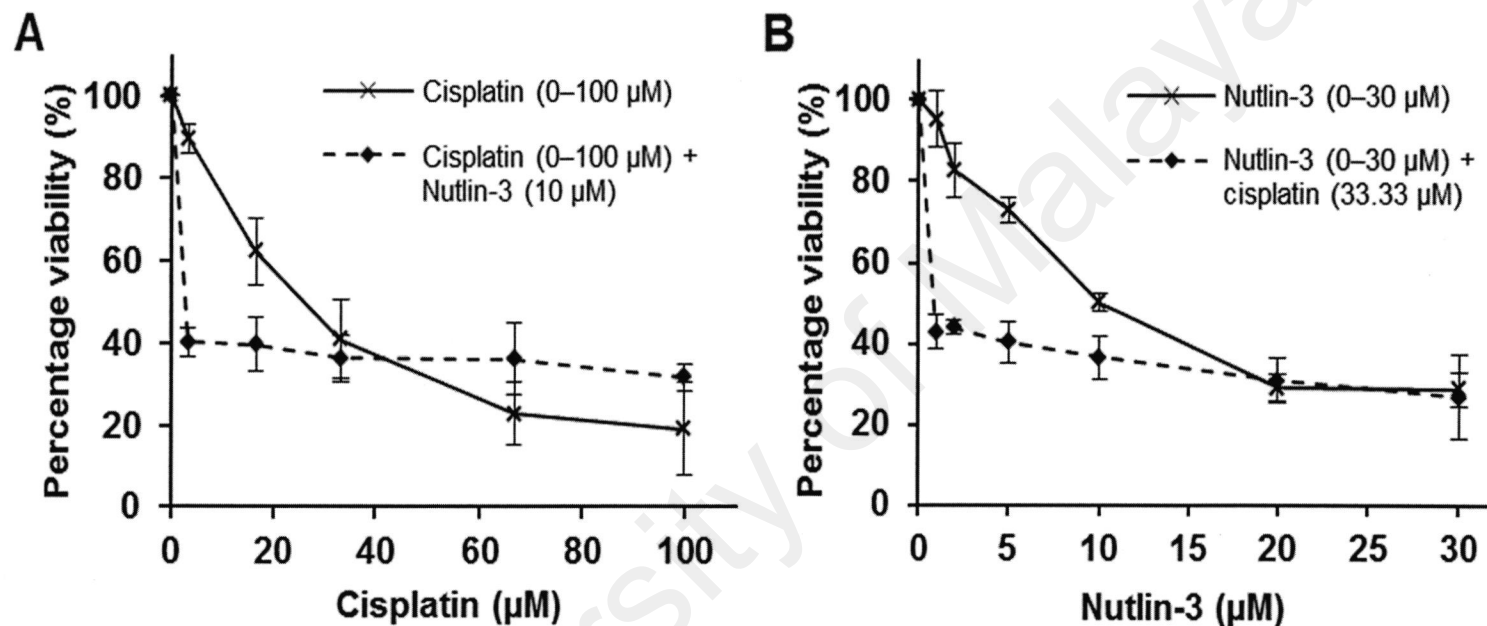 A
Percentage viability (%)
100
80
60
40
20
0
0 20 40 60 80 100
Cisplatin (µM)
Cisplatin (0–100 µM)
Cisplatin (0–100 µM) +
Nutlin-3 (10 µM)
B
Percentage viability (%)
100
80
60
40
20
0
0 5 10 15 20 25 30
Nutlin-3 (µM)
Nutlin-3 (0–30 µM)
Nutlin-3 (0–30 µM) +
cisplatin (33.33 µM)
ersity of Malaya